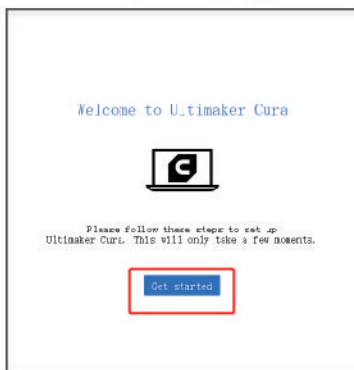 Welcome to Ultimaker Cura
Please follow these steps to set up
Ultimaker Cura. This will only take a few moments.
Get started